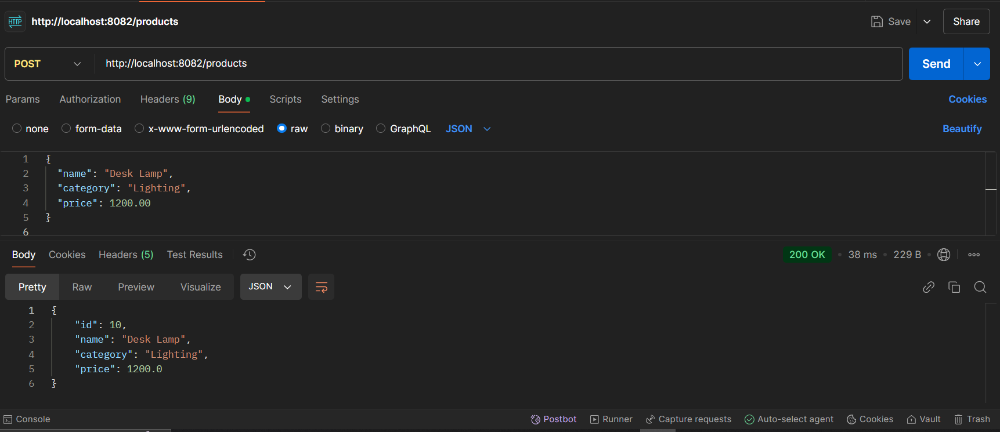 HTTP http://localhost:8082/products Save Share
POST http://localhost:8082/products Send
Params Authorization Headers (9) Body Scripts Settings Cookies
none form-data x-www-form-urlencoded raw binary GraphQL JSON Beautify
1 {
2 "name": "Desk Lamp",
3 "category": "Lighting",
4 "price": 1200.00
5 }
6
Body Cookies Headers (5) Test Results 200 OK 38 ms 229 B
Pretty Raw Preview Visualize JSON
1 {
2 "id": 10,
3 "name": "Desk Lamp",
4 "category": "Lighting",
5 "price": 1200.0
6 }
Console Postbot Runner Capture requests Auto-select agent Cookies Vault Trash